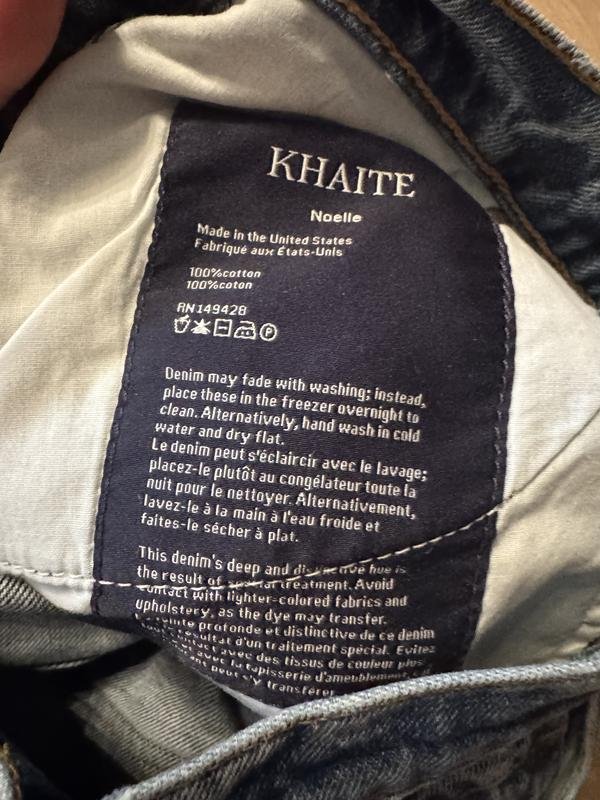 KHAITE
Noelle
Made in the United States
Fabriqué aux États-Unis
100%cotton
100%coton
RN149428
P
Denim may fade with washing; instead,
place these in the freezer overnight to
clean. Alternatively, hand wash in cold
water and dry flat.
Le denim peut s'éclaircir avec le lavage;
placez-le plutôt au congélateur toute la
nuit pour le nettoyer. Alternativement,
lavez-le à la main à l'eau froide et
faites-le sécher à plat.
This denim's deep and distinctive hue is
the result of special treatment. Avoid
contact with lighter-colored fabrics and
upholstery, as the dye may transfer.
profonde et distinctive de ce denim
résultat d'un traitement spécial. Evitez
contact avec des tissus de couleur plus
avec la tapisserie d'ameublement,
peut s'y transférer